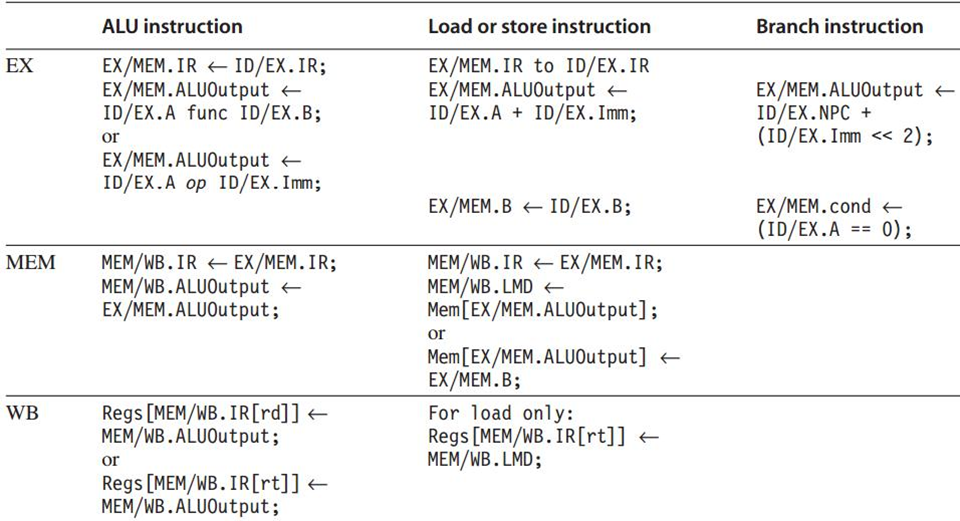 ALU instruction Load or store instruction Branch instruction
EX
EX/MEM.IR ← ID/EX.IR;
EX/MEM.ALUOutput ←
ID/EX.A func ID/EX.B;
or
EX/MEM.ALUOutput ←
ID/EX.A op ID/EX.Imm;
EX/MEM.IR to ID/EX.IR
EX/MEM.ALUOutput ←
ID/EX.A + ID/EX.Imm;
EX/MEM.B ← ID/EX.B;
EX/MEM.ALUOutput ←
ID/EX.NPC +
(ID/EX.Imm << 2);
EX/MEM.cond ←
(ID/EX.A == 0);
MEM
MEM/WB.IR ← EX/MEM.IR;
MEM/WB.ALUOutput ←
EX/MEM.ALUOutput;
MEM/WB.IR ← EX/MEM.IR;
MEM/WB.LMD ←
Mem[EX/MEM.ALUOutput];
or
Mem[EX/MEM.ALUOutput] ←
EX/MEM.B;
WB
Regs[MEM/WB.IR[rd]] ←
MEM/WB.ALUOutput;
or
Regs[MEM/WB.IR[rt]] ←
MEM/WB.ALUOutput;
For load only:
Regs[MEM/WB.IR[rt]] ←
MEM/WB.LMD;